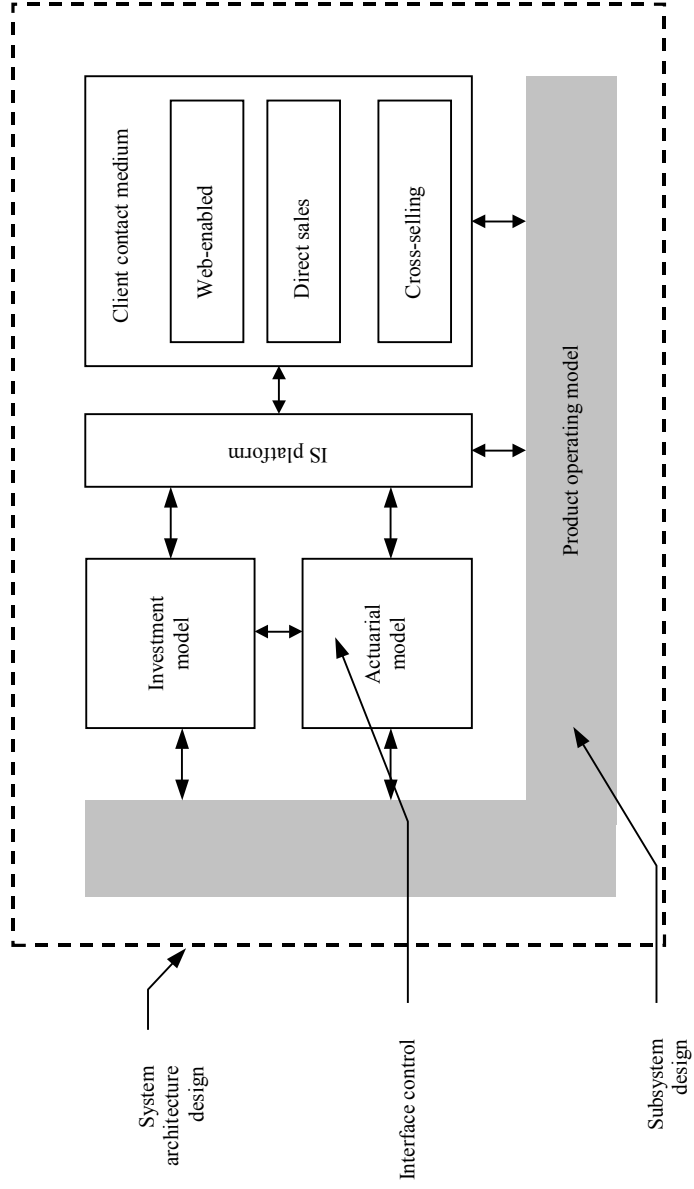 System
architecture
design
Interface control
Subsystem
design
Investment
model
Actuarial
model
IS platform
Client contact medium
Web-enabled
Direct sales
Cross-selling
Product operating model